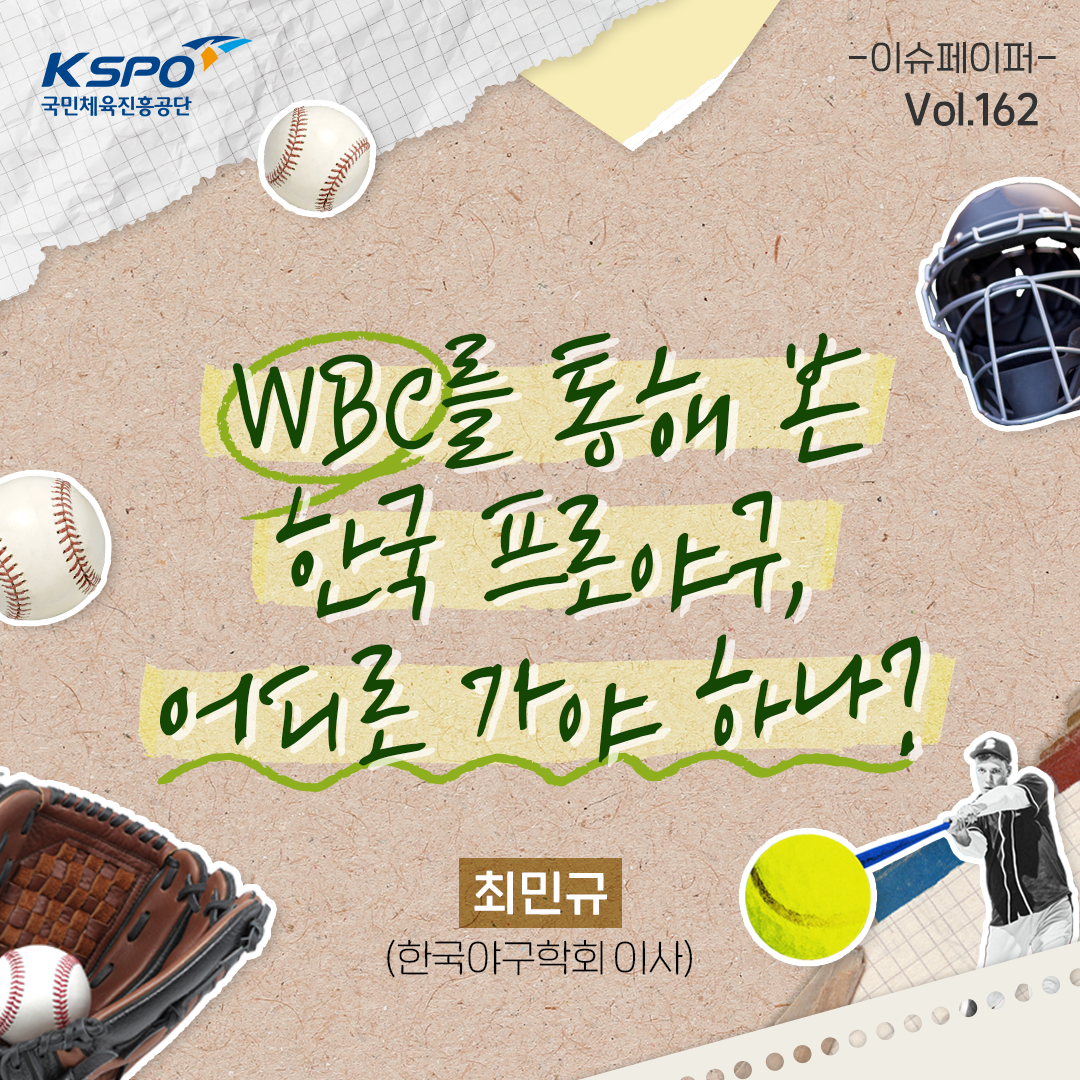 KSPO
국민체육진흥공단
-이슈페이퍼-
Vol.162
WBC를 통해 본
한국 프로야구,
어디로 가야 하나?
최민규
(한국야구학회 이사)